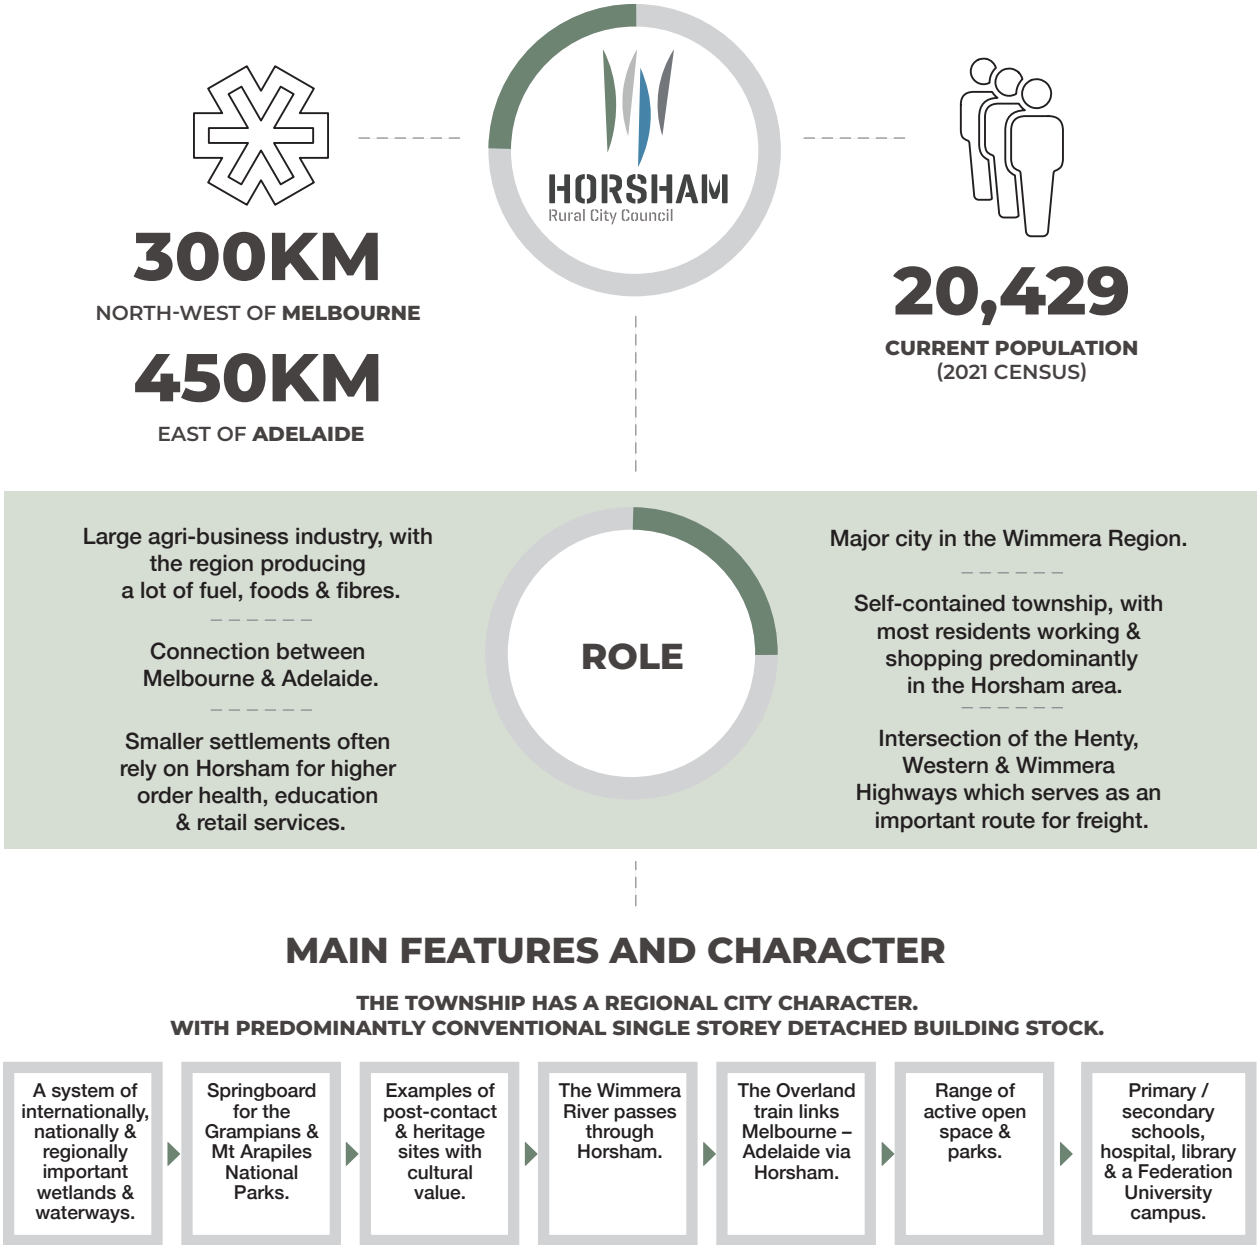 HORSHAM
Rural City Council
300KM
NORTH-WEST OF MELBOURNE
450KM
EAST OF ADELAIDE
20,429
CURRENT POPULATION
(2021 CENSUS)
Large agri-business industry, with
the region producing
a lot of fuel, foods & fibres.
Connection between
Melbourne & Adelaide.
Smaller settlements often
rely on Horsham for higher
order health, education
& retail services.
ROLE
Major city in the Wimmera Region.
Self-contained township, with
most residents working &
shopping predominantly
in the Horsham area.
Intersection of the Henty,
Western & Wimmera
Highways which serves as an
important route for freight.
MAIN FEATURES AND CHARACTER
THE TOWNSHIP HAS A REGIONAL CITY CHARACTER.
WITH PREDOMINANTLY CONVENTIONAL SINGLE STOREY DETACHED BUILDING STOCK.
A system of
internationally,
nationally &
regionally
important
wetlands &
waterways.
Springboard
for the
Grampians &
Mt Arapiles
National
Parks.
Examples of
post-contact
& heritage
sites with
cultural
value.
The Wimmera
River passes
through
Horsham.
The Overland
train links
Melbourne –
Adelaide via
Horsham.
Range of
active open
space &
parks.
Primary /
secondary
schools,
hospital, library
& a Federation
University
campus.